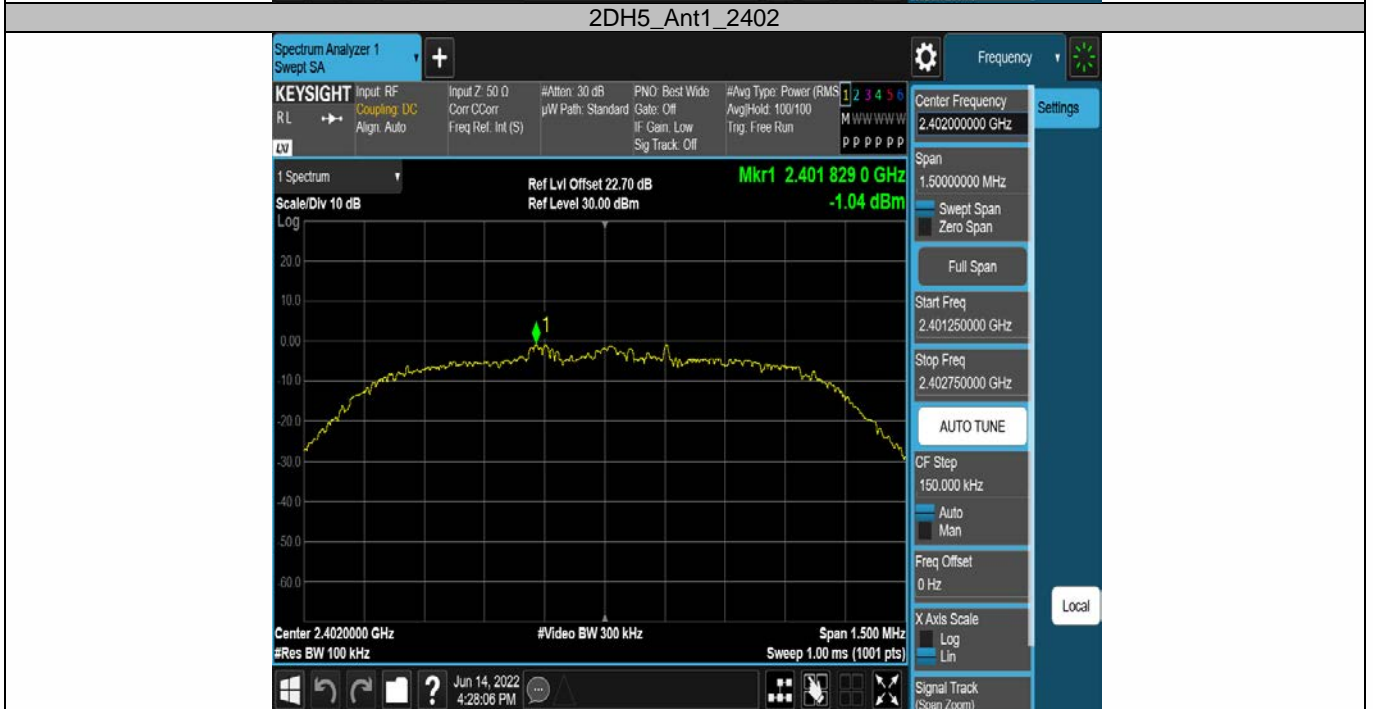 2DH5_Ant1_2402
Spectrum Analyzer 1
Swept SA
+
Frequency
KEYSIGHT
RL
LXI
Input: RF
Coupling: DC
Align: Auto
Input Z: 50 Ω
Corr CCorr
Freq Ref: Int (S)
#Atten: 30 dB
µW Path: Standard
PNO: Best Wide
Gate: Off
IF Gain: Low
Sig Track: Off
#Avg Type: Power (RMS
Avg|Hold: 100/100
Trig: Free Run
1 2 3 4 5 6
M W W W W W
P P P P P P
Center Frequency
2.402000000 GHz
Settings
1 Spectrum
Ref Lvl Offset 22.70 dB
Mkr1 2.401 829 0 GHz
Scale/Div 10 dB
Ref Level 30.00 dBm
-1.04 dBm
Log
20.0
10.0
0.00
-10.0
-20.0
-30.0
-40.0
-50.0
-60.0
1
Span
1.50000000 MHz
Swept Span
Zero Span
Full Span
Start Freq
2.401250000 GHz
Stop Freq
2.402750000 GHz
AUTO TUNE
CF Step
150.000 kHz
Auto
Man
Freq Offset
0 Hz
X Axis Scale
Log
Lin
Local
Signal Track
(Span Zoom)
Center 2.4020000 GHz
#Video BW 300 kHz
Span 1.500 MHz
#Res BW 100 kHz
Sweep 1.00 ms (1001 pts)
?
Jun 14, 2022
4:28:06 PM